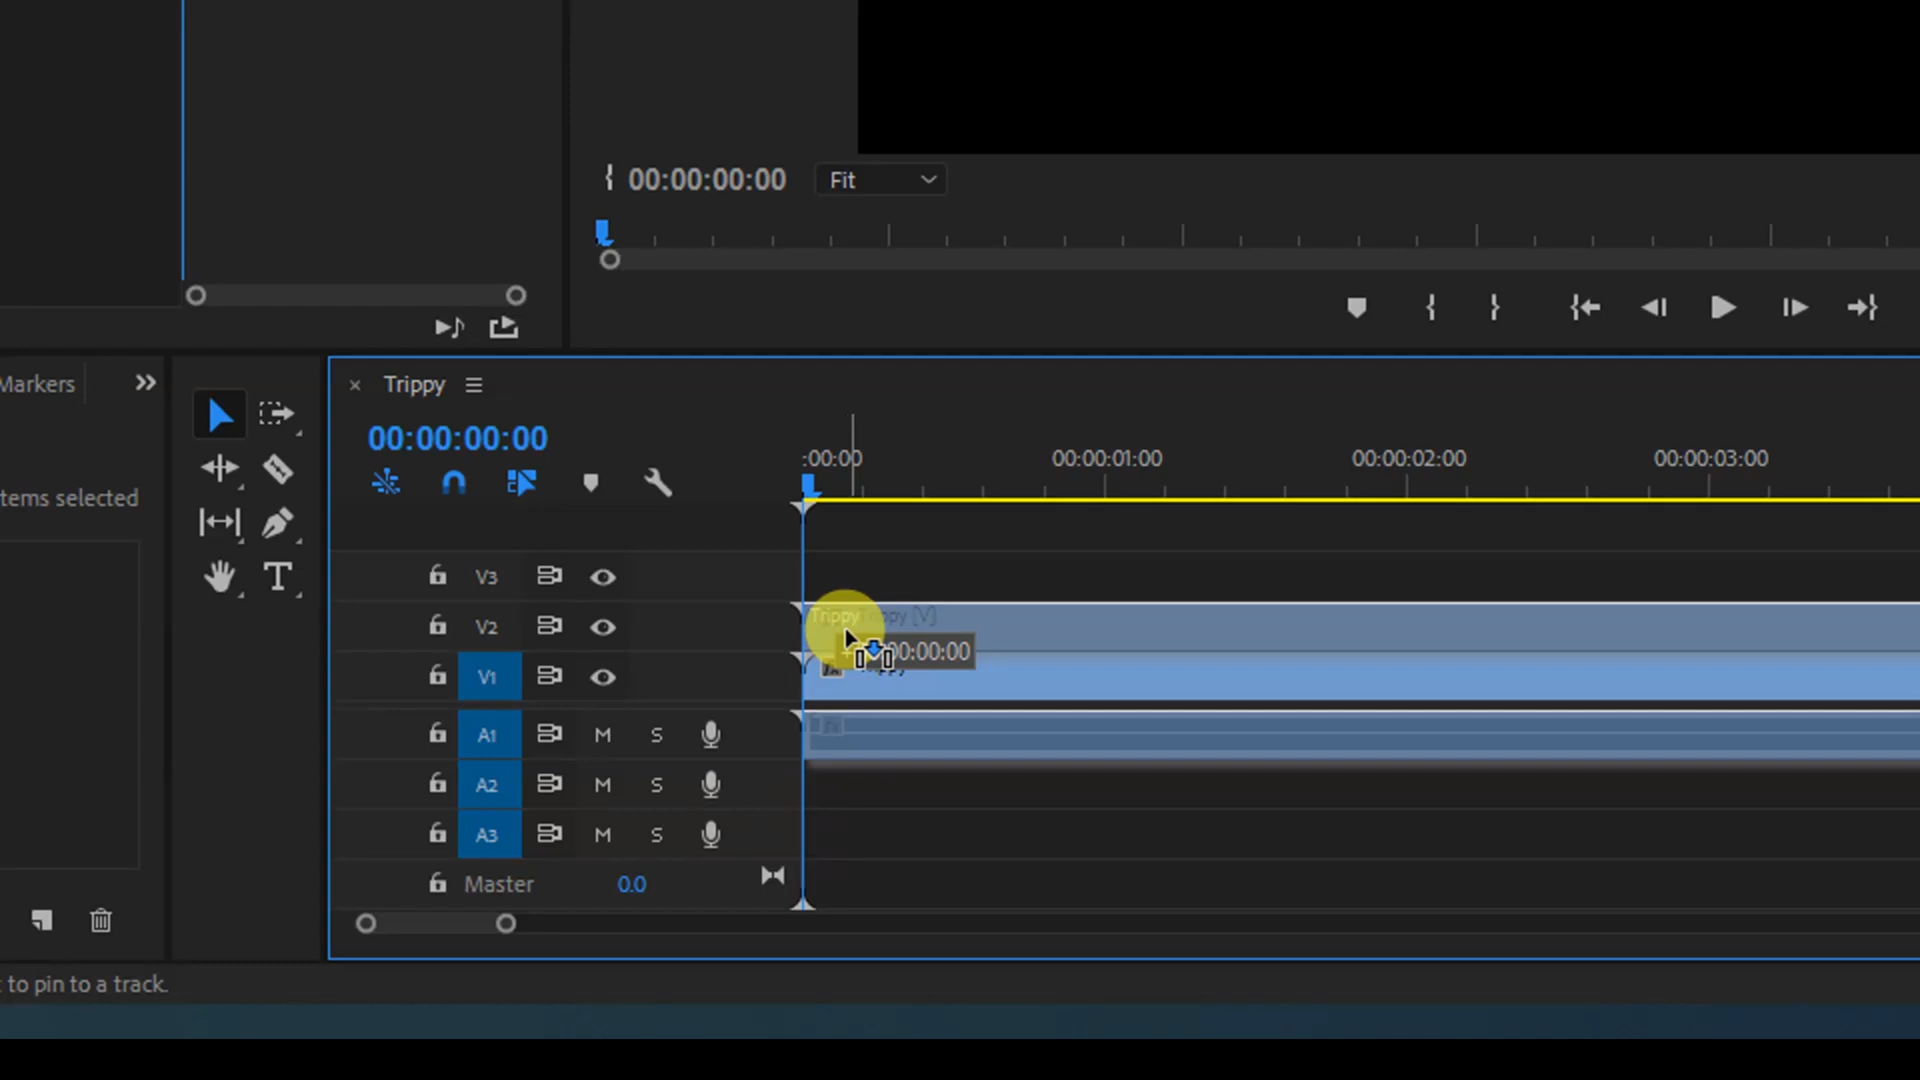 00:00:00:00
Fit
Markers
Trippy
00:00:00:00
:00:00
00:00:01:00
00:00:02:00
00:00:03:00
tems selected
V3
V2
Trippy
Trippy [V]
00:00:00
V1
A1
M
S
A2
M
S
A3
M
S
Master
0.0
to pin to a track.